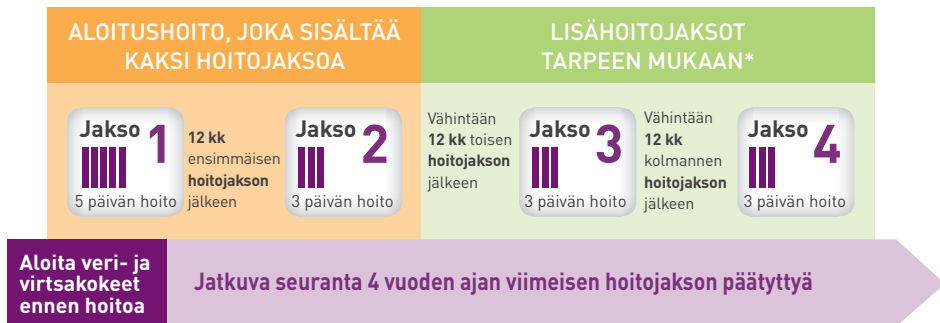 ALOITUSHOITO, JOKA SISÄLTÄÄ
KAKSI HOITOJAKSOA
LISÄHOITOJAKSOT
TARPEEN MUKAAN*
Jakso 1
5 päivän hoito
12 kk
ensimmäisen
hoitojakson
jälkeen
Jakso 2
3 päivän hoito
Vähintään
12 kk toisen
hoitojakson
jälkeen
Jakso 3
3 päivän hoito
Vähintään
12 kk
kolmannen
hoitojakson
jälkeen
Jakso 4
3 päivän hoito
Aloita veri- ja
virtsakokeet
ennen hoitoa
Jatkuva seuranta 4 vuoden ajan viimeisen hoitojakson päätyttyä